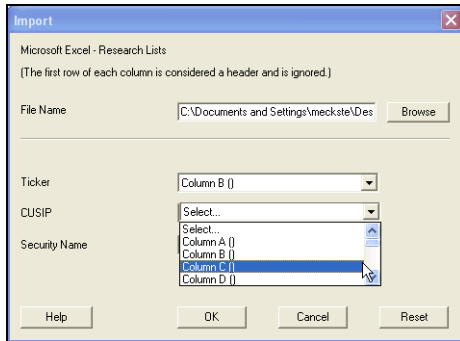 Import
Microsoft Excel - Research Lists
(The first row of each column is considered a header and is ignored.)
File Name C:\Documents and Settings\meckste\Des Browse
Ticker Column B ()
CUSIP Select...
Select...
Column A ()
Security Name Column B ()
Column C ()
Column D ()
Help OK Cancel Reset